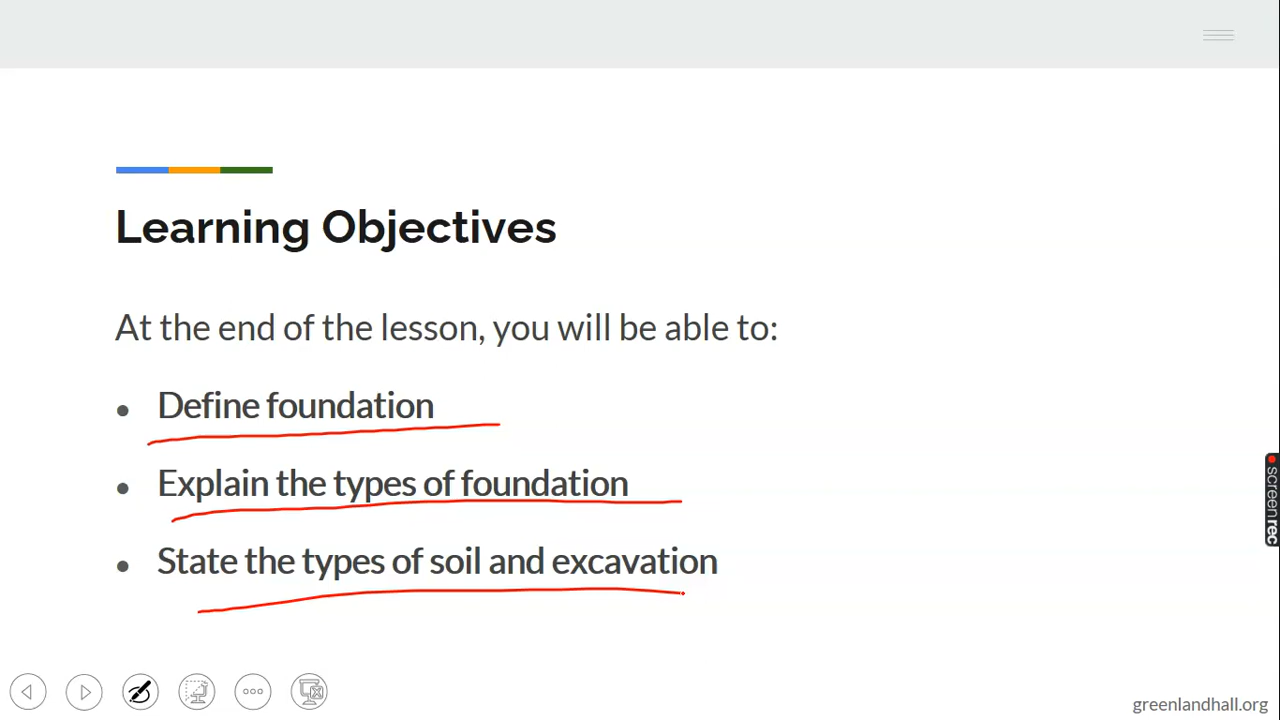 Learning Objectives
At the end of the lesson, you will be able to:
• Define foundation
• Explain the types of foundation
• State the types of soil and excavation
screenrec
greenlandhall.org